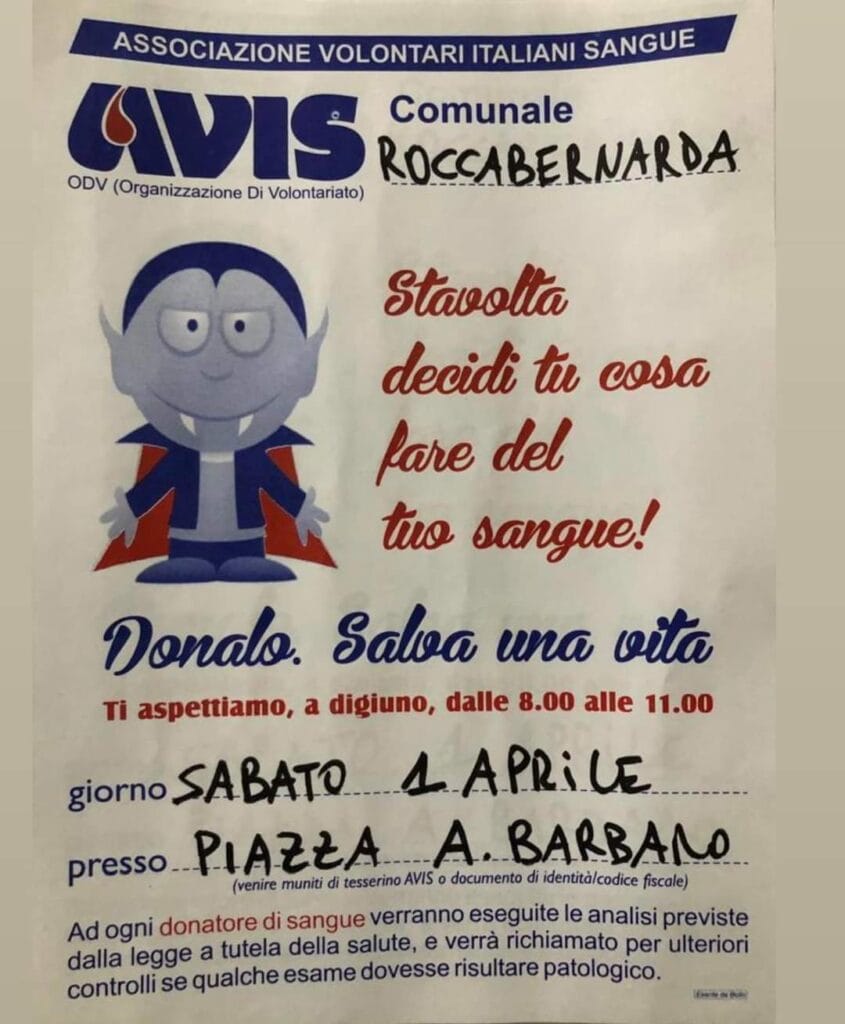 ASSOCIAZIONE VOLONTARI ITALIANI SANGUE
AVIS©
Comunale
ROCCABERNARDA
ODV (Organizzazione Di Volontariato)
Stavolta
decidi tu cosa
fare del
tuo sangue!
Donalo. Salva una vita
Ti aspettiamo, a digiuno, dalle 8.00 alle 11.00
giorno SABATO 1 APRILE
presso PIAZZA A. BARBARO
(venire muniti di tesserino AVIS o documento di identità/codice fiscale)
Ad ogni donatore di sangue verranno eseguite le analisi previste
dalla legge a tutela della salute, e verrà richiamato per ulteriori
controlli se qualche esame dovesse risultare patologico.
Esente da Bollo